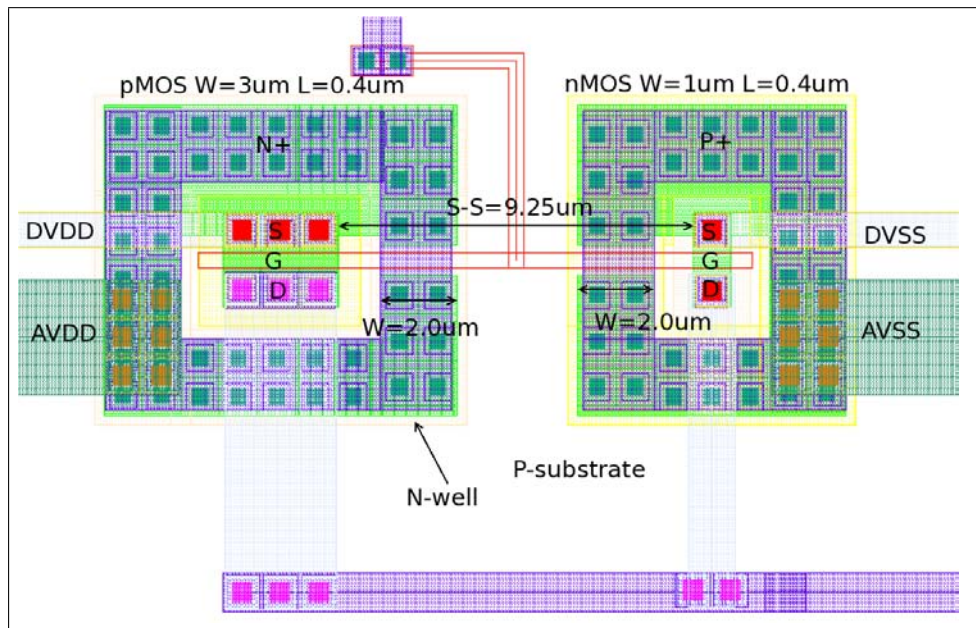 pMOS W=3um L=0.4um
nMOS W=1um L=0.4um
N+
P+
S-S=9.25um
DVDD
S
S
DVSS
G
G
D
D
AVDD
W=2.0um
W=2.0um
AVSS
P-substrate
N-well